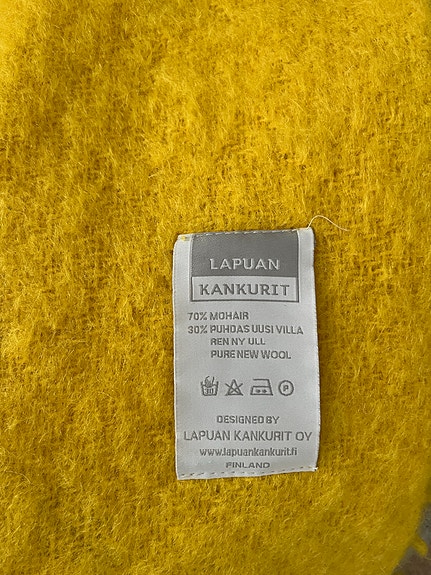 LAPUAN
KANKURIT
70% MOHAIR
30% PUHDAS UUSI VILLA
REN NY ULL
PURE NEW WOOL
P
DESIGNED BY
LAPUAN KANKURIT OY
www.lapuankankurit.fi
FINLAND